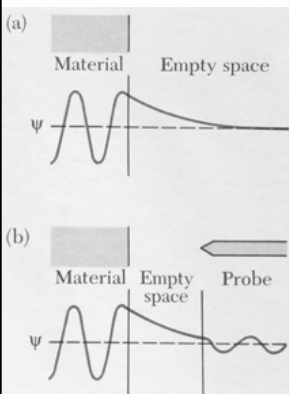 (a)
Material Empty space
ψ
(b)
Material Empty space Probe
ψ